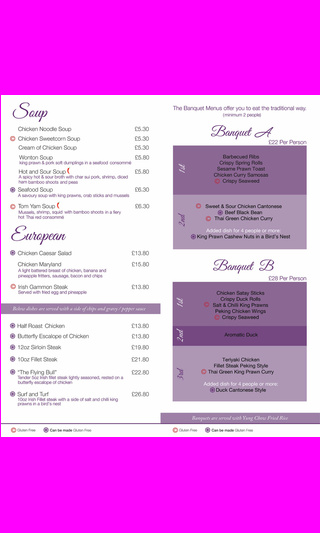 Soup
Chicken Noodle Soup £5.30
Chicken Sweetcorn Soup £5.30
Cream of Chicken Soup £5.30
Wonton Soup £5.80
king prawn & pork soft dumplings in a seafood consommé
Hot and Sour Soup £5.80
A spicy hot & sour broth with char sui pork, shrimp, diced
ham bamboo shoots and peas
Seafood Soup £6.30
A savoury soup with king prawns, crab sticks and mussels
Tom Yam Soup £6.30
Mussels, shrimp, squid with bamboo shoots in a fiery
hot Thai red consommé
European
Chicken Caesar Salad £13.80
Chicken Maryland £15.80
A light battered breast of chicken, banana and
pineapple fritters, sausage, bacon and chips
Irish Gammon Steak £13.80
Served with fried egg and pineapple
Below dishes are served with a side of chips and gravy / pepper sauce
Half Roast Chicken £13.80
Butterfly Escalope of Chicken £13.80
12oz Sirloin Steak £19.80
10oz Fillet Steak £21.80
"The Flying Bull" £22.80
Tender 5oz Irish fillet steak lightly seasoned, rested on a
butterfly escalope of chicken
Surf and Turf £26.80
10oz Irish Fillet steak with a side of salt and chili king
prawns in a bird's nest
Gluten Free Can be made Gluten Free
The Banquet Menus offer you to eat the traditional way.
(minimum 2 people)
Banquet A
£22 Per Person
1st
Barbecued Ribs
Crispy Spring Rolls
Sesame Prawn Toast
Chicken Curry Samosas
Crispy Seaweed
2nd
Sweet & Sour Chicken Cantonese
Beef Black Bean
Thai Green Chicken Curry
Added dish for 4 people or more
King Prawn Cashew Nuts in a Bird's Nest
Banquet B
£28 Per Person
1st
Chicken Satay Sticks
Crispy Duck Rolls
Salt & Chilli King Prawns
Peking Chicken Wings
Crispy Seaweed
2nd
Aromatic Duck
3rd
Teriyaki Chicken
Fillet Steak Peking Style
Thai Green King Prawn Curry
Added dish for 4 people or more
Duck Cantonese Style
Banquets are served with Yung Chow Fried Rice
Gluten Free Can be made Gluten Free